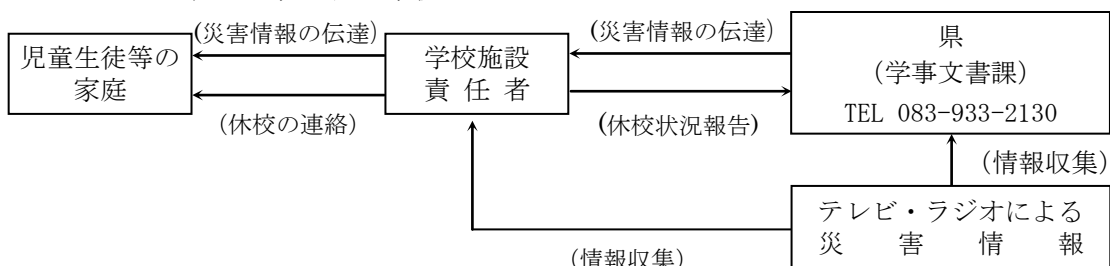 (災害情報の伝達)
(災害情報の伝達)
児童生徒等の
家庭
学校施設
責任者
県
(学事文書課)
TEL 083-933-2130
(休校の連絡)
(休校状況報告)
(情報収集)
テレビ・ラジオによる
災害情報
(情報収集)